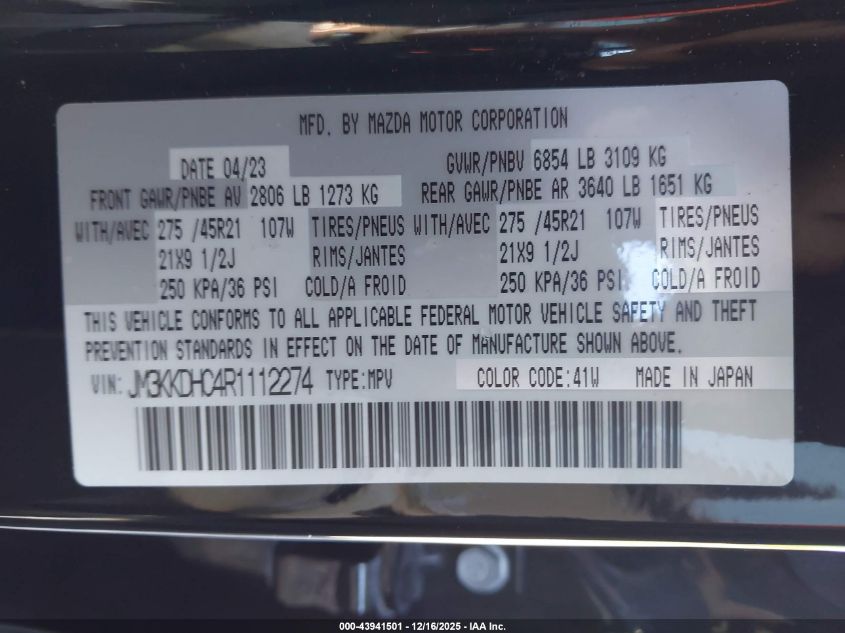 MFD. BY MAZDA MOTOR CORPORATION
DATE 04/23 GVWR/PNBV 6854 LB 3109 KG
FRONT GAWR/PNBE AV 2806 LB 1273 KG REAR GAWR/PNBE AR 3640 LB 1651 KG
WITH/AVEC 275 /45R21 107W TIRES/PNEUS WITH/AVEC 275 /45R21 107W TIRES/PNEUS
21X9 1/2J RIMS/JANTES 21X9 1/2J RIMS/JANTES
250 KPA/36 PSI COLD/A FROID 250 KPA/36 PSI COLD/A FROID
THIS VEHICLE CONFORMS TO ALL APPLICABLE FEDERAL MOTOR VEHICLE SAFETY AND THEFT
PREVENTION STANDARDS IN EFFECT ON THE DATE OF MANUFACTURE SHOWN ABOVE.
VIN: JM3KKDHC4R1112274 TYPE:MPV COLOR CODE:41W MADE IN JAPAN
000-43941501 - 12/16/2025 - IAA Inc.